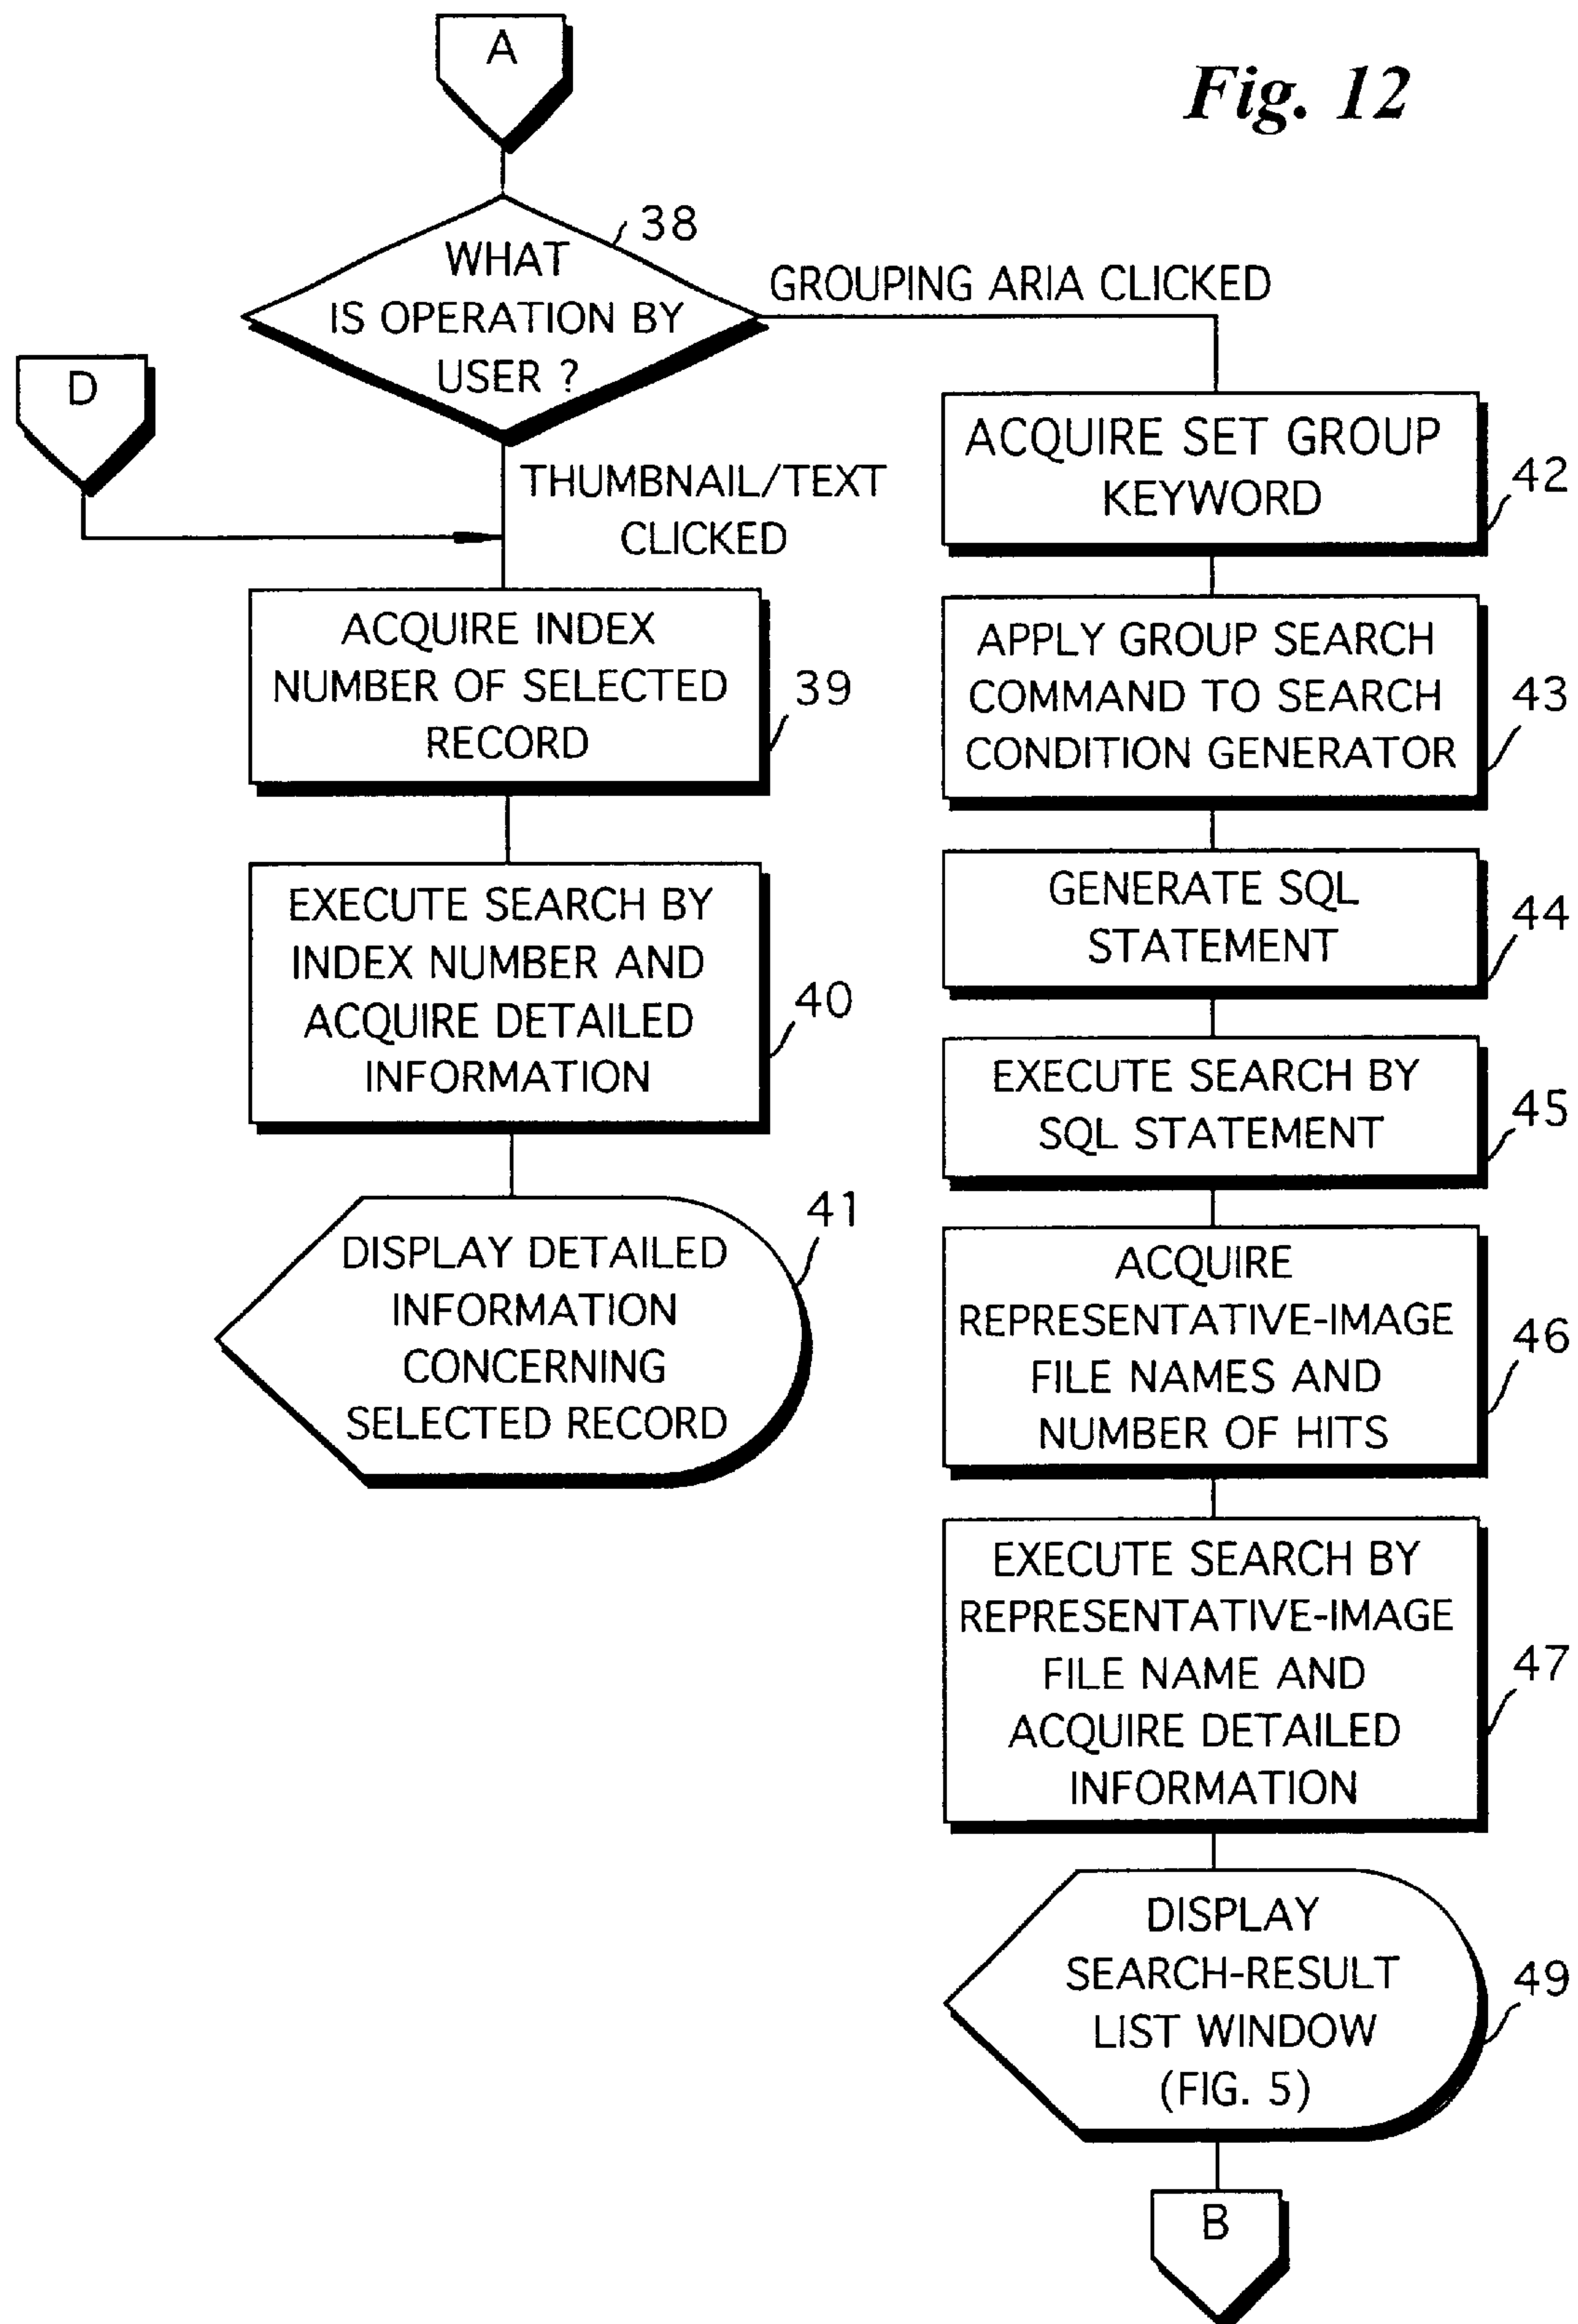 A
Fig. 12
38
WHAT
IS OPERATION BY
USER ?
GROUPING ARIA CLICKED
D
THUMBNAIL/TEXT
CLICKED
ACQUIRE INDEX
NUMBER OF SELECTED
RECORD
39
EXECUTE SEARCH BY
INDEX NUMBER AND
ACQUIRE DETAILED
INFORMATION
40
DISPLAY DETAILED
INFORMATION
CONCERNING
SELECTED RECORD
41
ACQUIRE SET GROUP
KEYWORD
42
APPLY GROUP SEARCH
COMMAND TO SEARCH
CONDITION GENERATOR
43
GENERATE SQL
STATEMENT
44
EXECUTE SEARCH BY
SQL STATEMENT
45
ACQUIRE
REPRESENTATIVE-IMAGE
FILE NAMES AND
NUMBER OF HITS
46
EXECUTE SEARCH BY
REPRESENTATIVE-IMAGE
FILE NAME AND
ACQUIRE DETAILED
INFORMATION
47
DISPLAY
SEARCH-RESULT
LIST WINDOW
(FIG. 5)
49
B